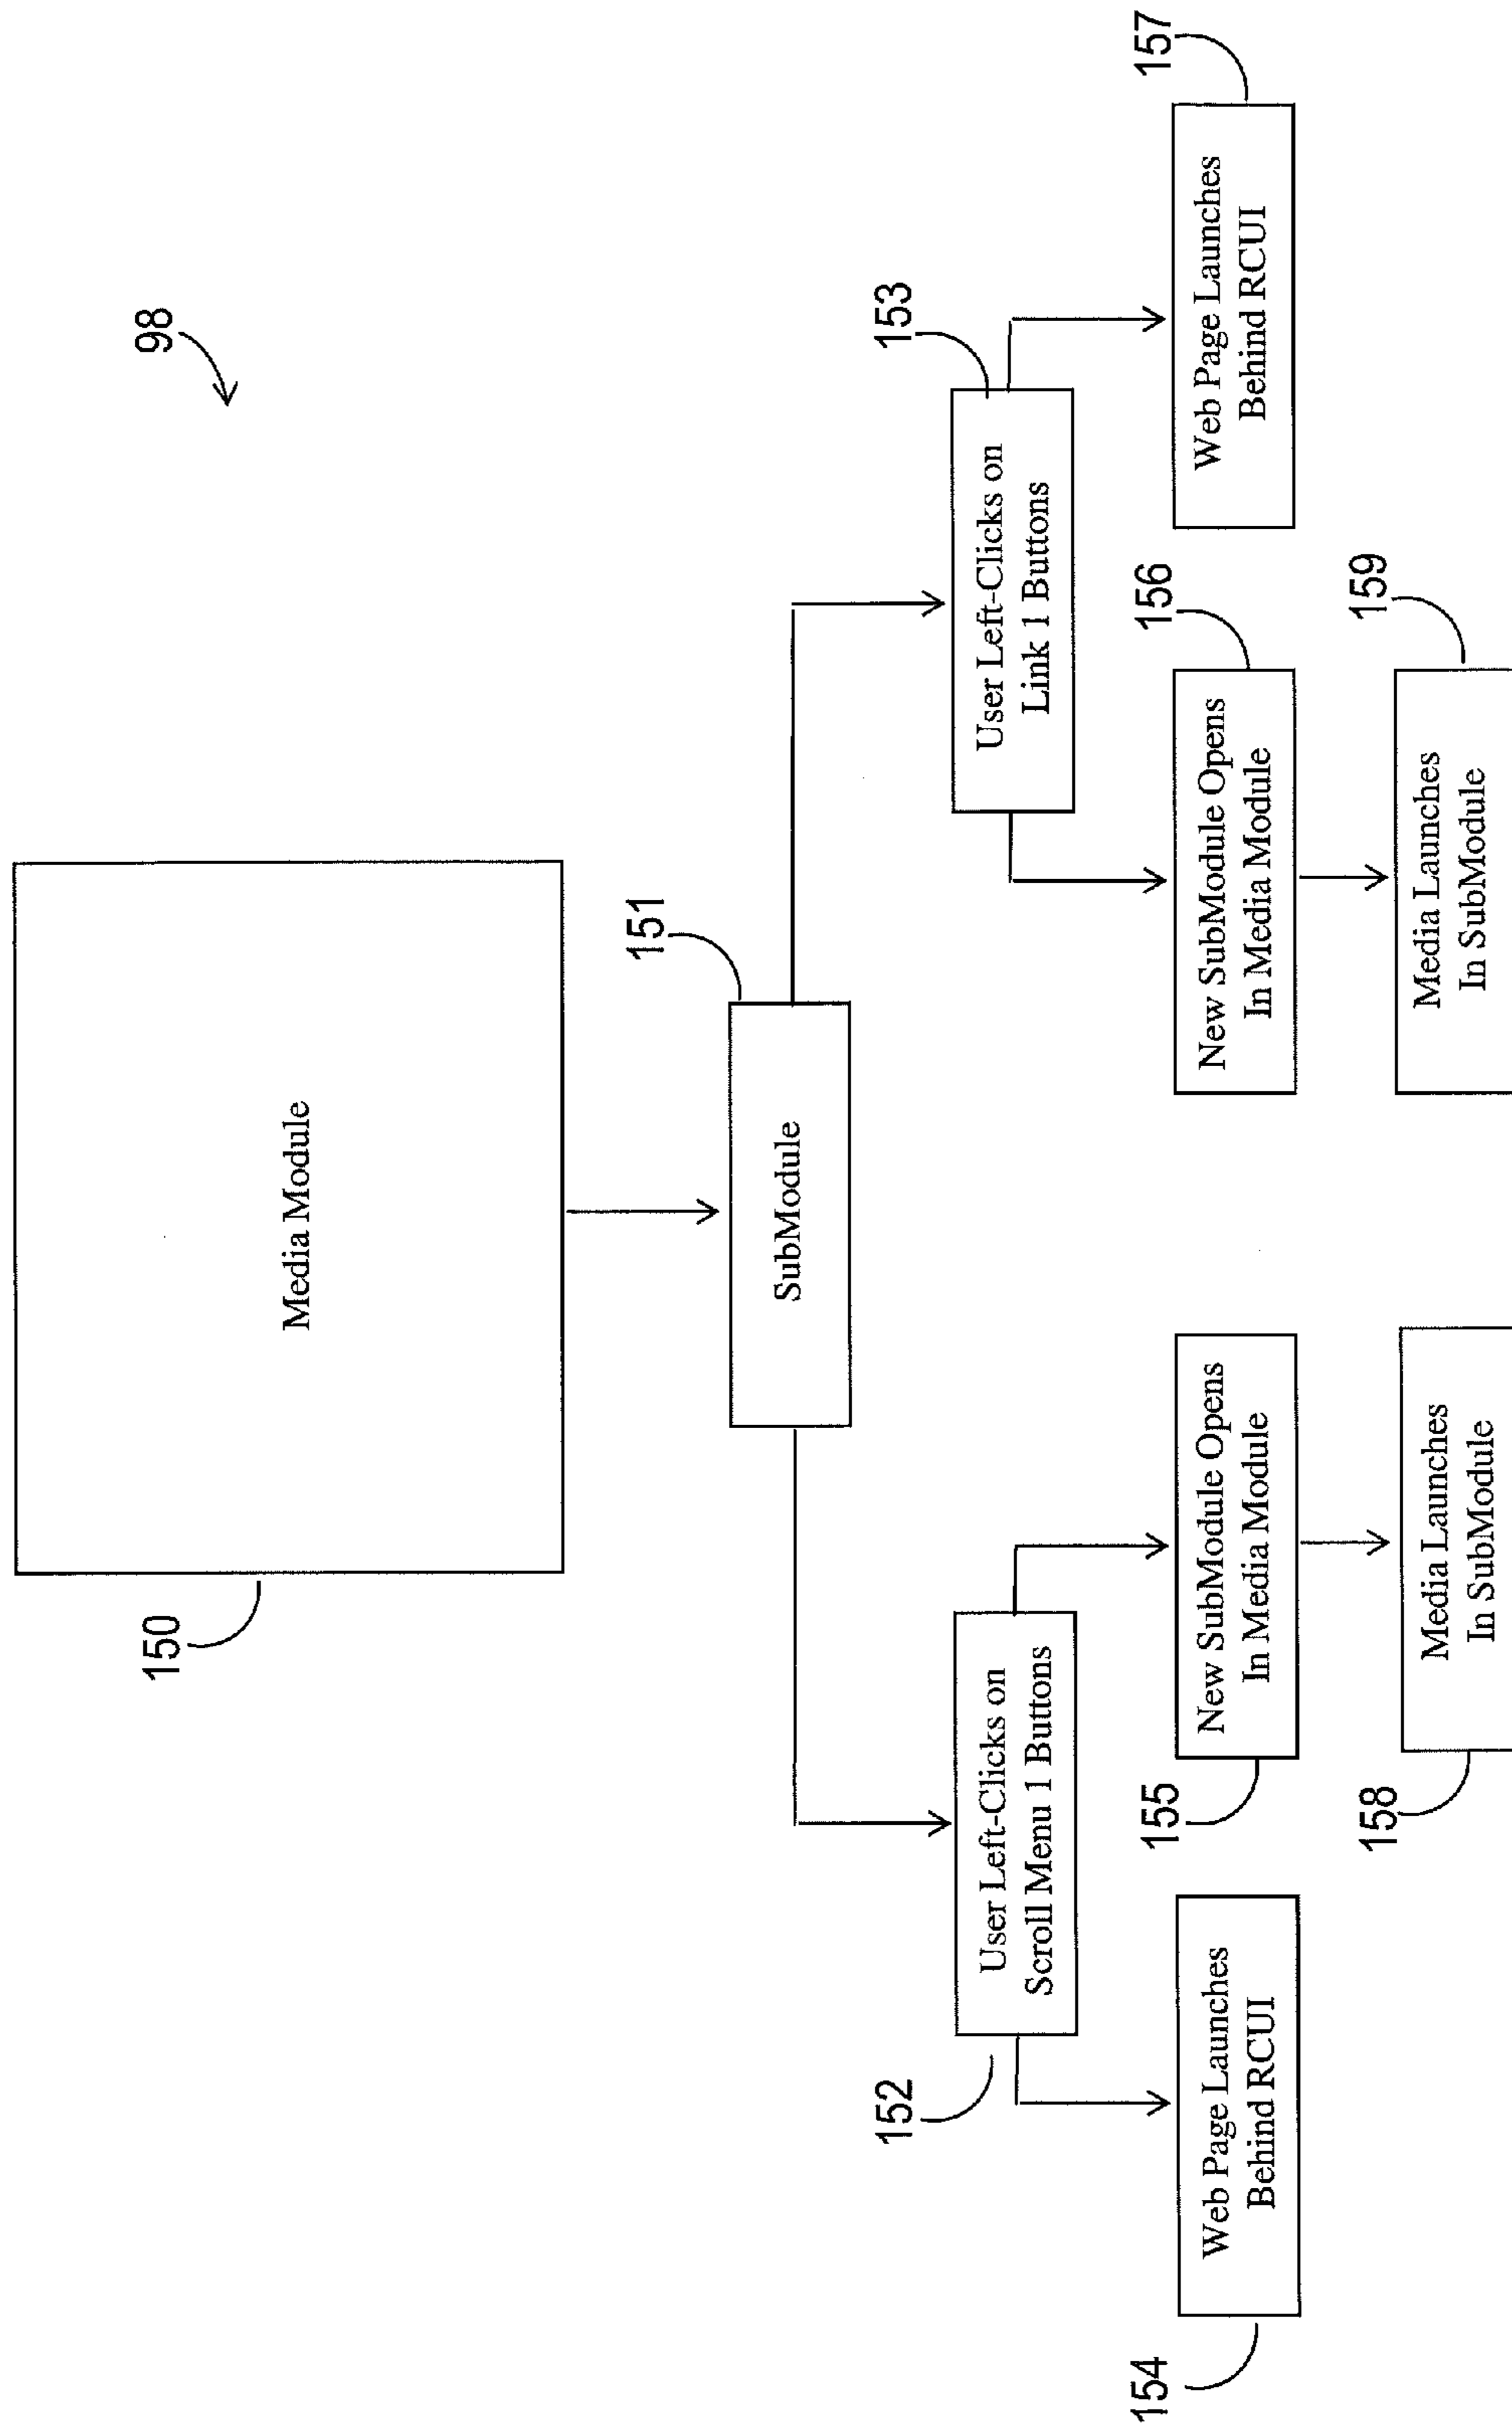 98
150
Media Module
151
SubModule
152
User Left-Clicks on
Scroll Menu 1 Buttons
153
User Left-Clicks on
Link 1 Buttons
154
Web Page Launches
Behind RCUI
155
New SubModule Opens
In Media Module
156
New SubModule Opens
In Media Module
157
Web Page Launches
Behind RCUI
158
Media Launches
In SubModule
159
Media Launches
In SubModule